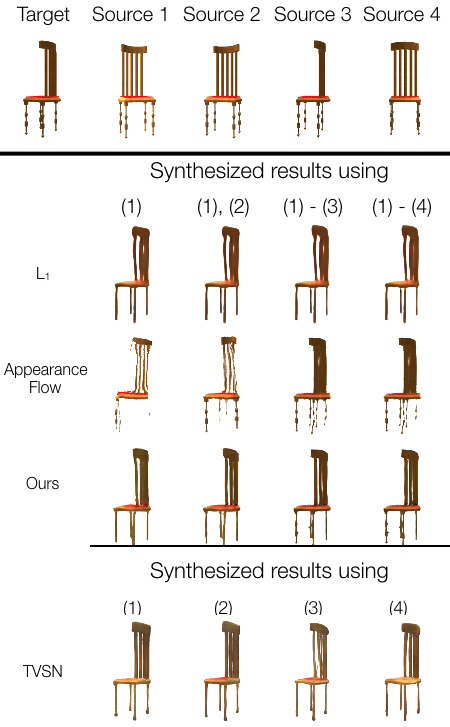 Target Source 1 Source 2 Source 3 Source 4
Synthesized results using
(1) (1), (2) (1) - (3) (1) - (4)
L₁
Appearance
Flow
Ours
Synthesized results using
(1) (2) (3) (4)
TVSN